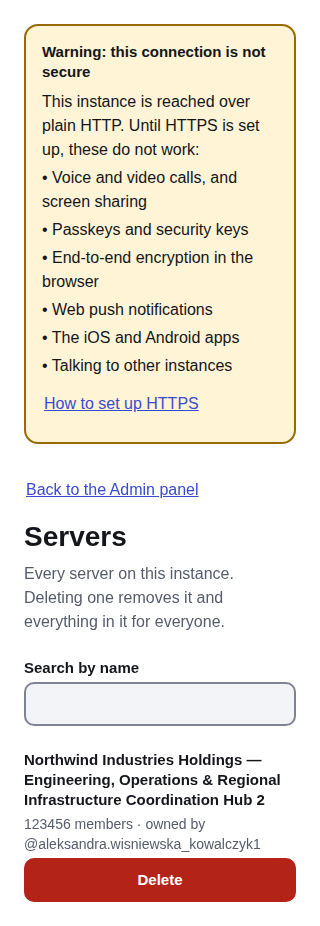 Warning: this connection is not
secure
This instance is reached over
plain HTTP. Until HTTPS is set
up, these do not work:
• Voice and video calls, and
screen sharing
• Passkeys and security keys
• End-to-end encryption in the
browser
• Web push notifications
• The iOS and Android apps
• Talking to other instances
How to set up HTTPS
Back to the Admin panel
Servers
Every server on this instance.
Deleting one removes it and
everything in it for everyone.
Search by name
Northwind Industries Holdings —
Engineering, Operations & Regional
Infrastructure Coordination Hub 2
123456 members · owned by
@aleksandra.wisniewska_kowalczyk1
Delete